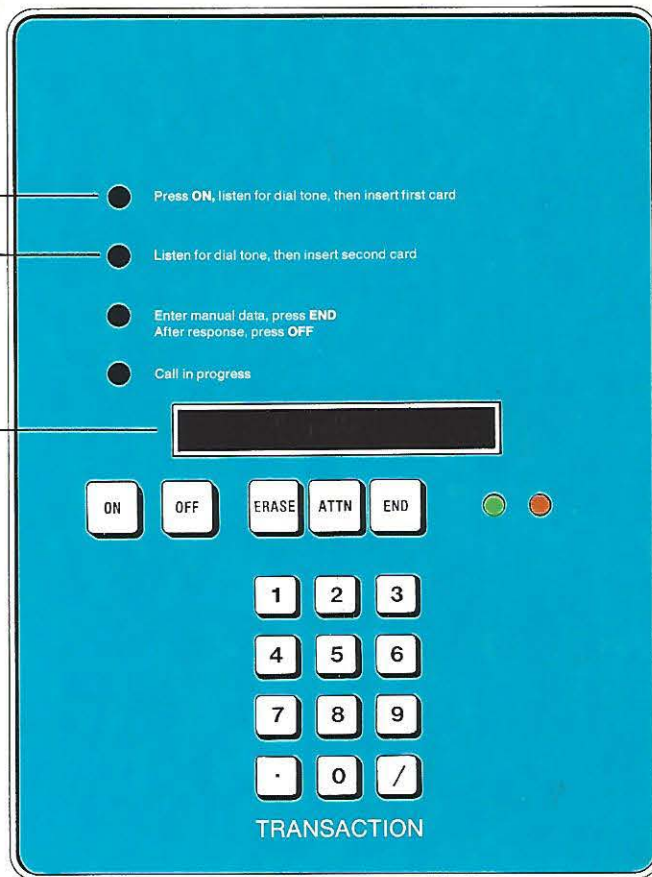 Press ON, listen for dial tone, then insert first card
Listen for dial tone, then insert second card
Enter manual data, press END
After response, press OFF
Call in progress
ON OFF ERASE ATTN END
1 2 3
4 5 6
7 8 9
. 0 /
TRANSACTION